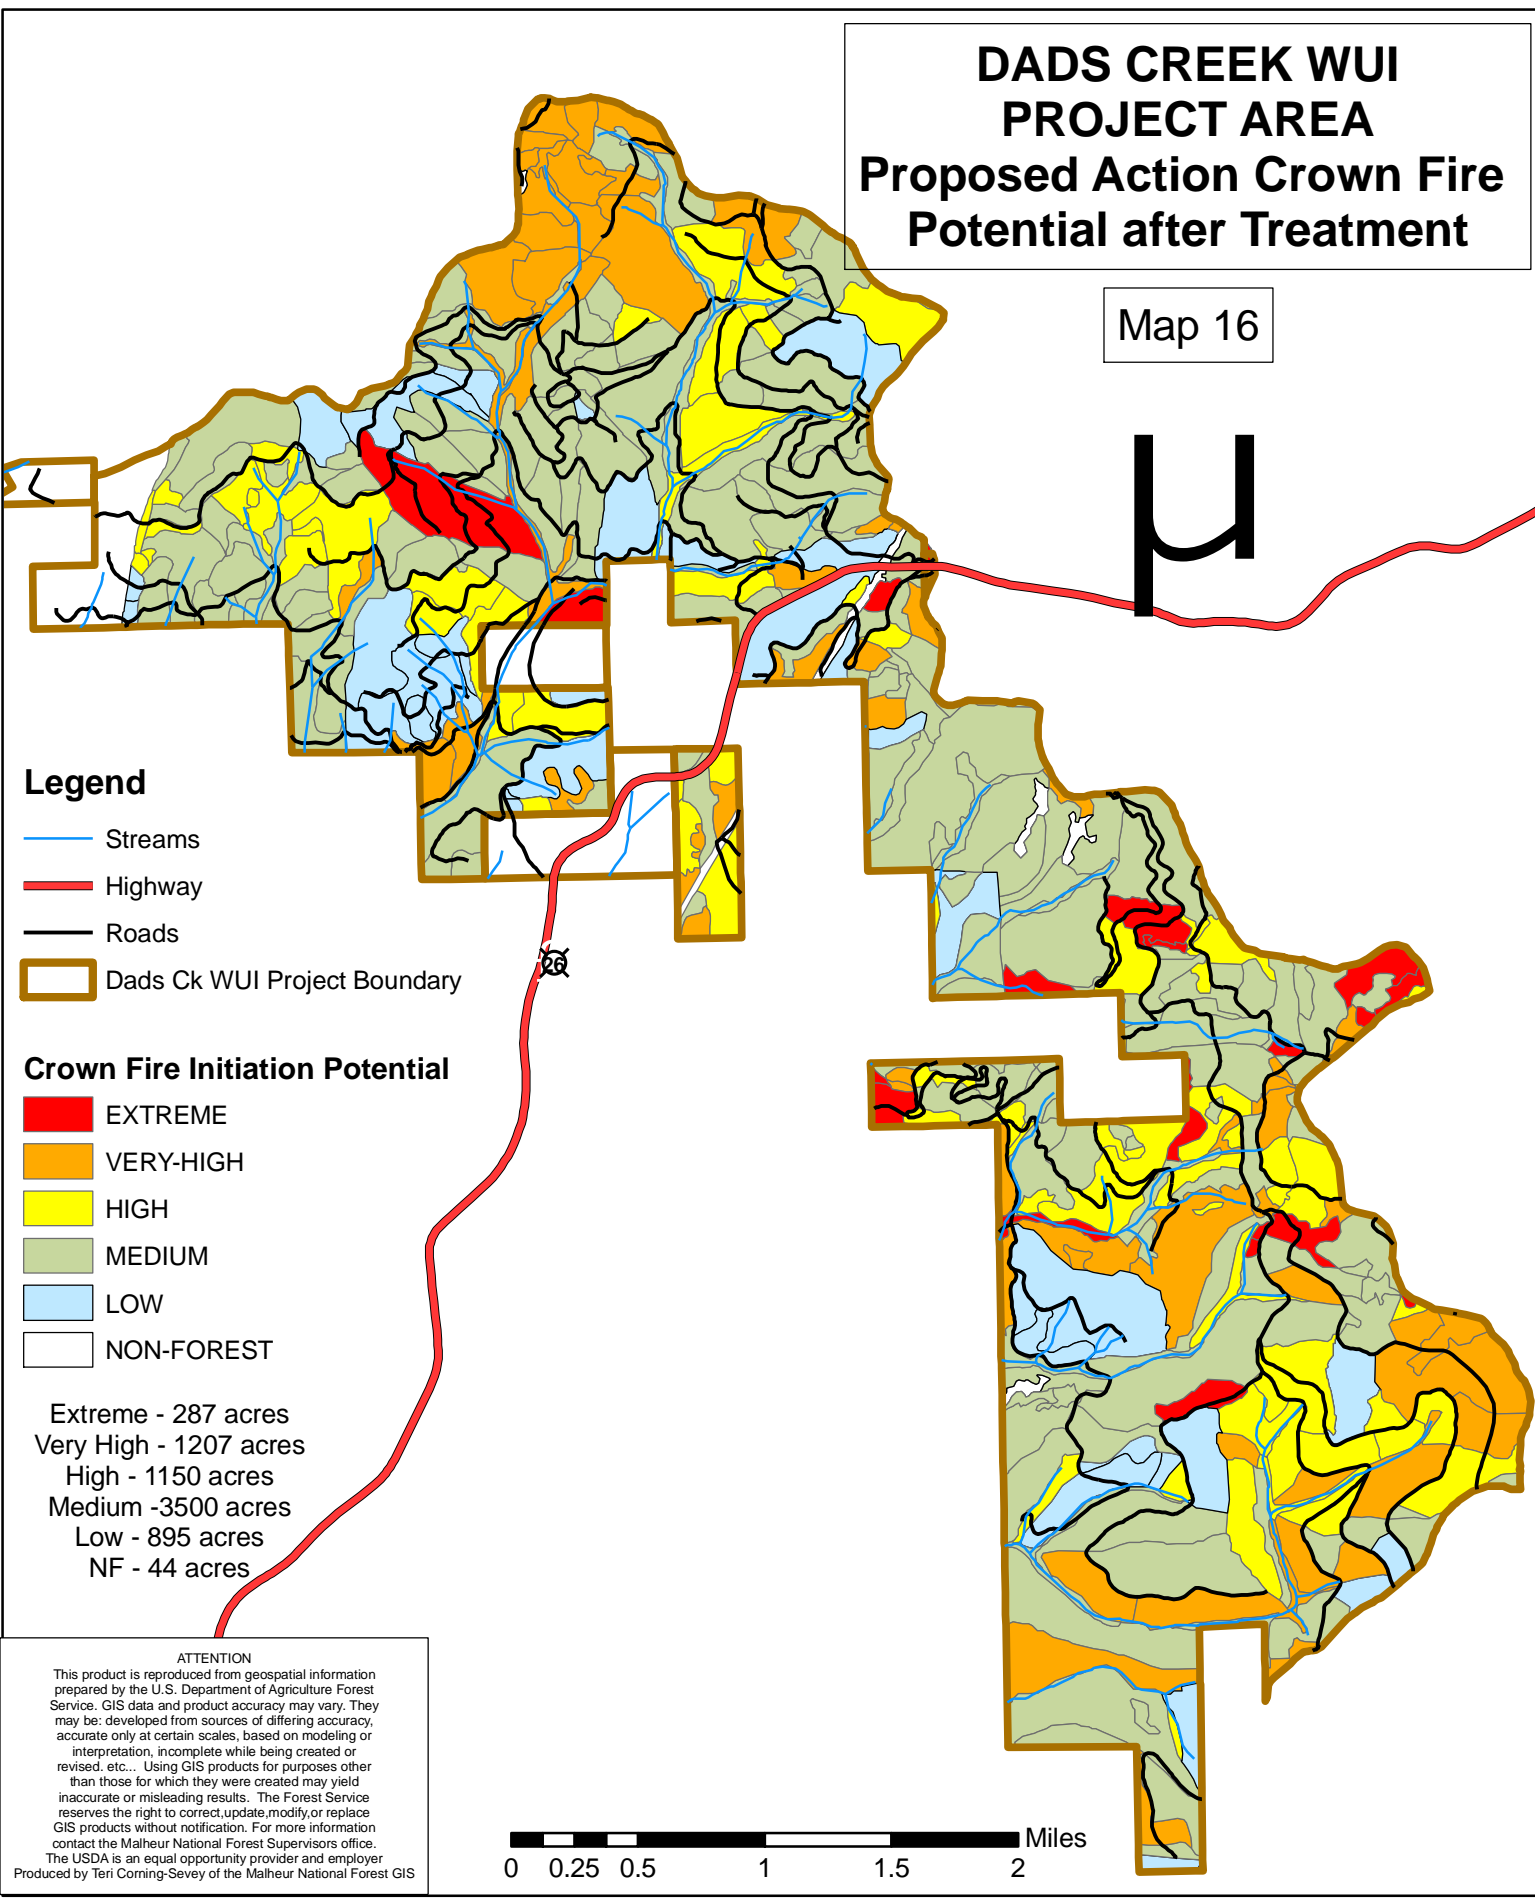 DADS CREEK WUI
PROJECT AREA
Proposed Action Crown Fire
Potential after Treatment
Map 16
µ
Legend
Streams
Highway
Roads
Dads Ck WUI Project Boundary
26
Crown Fire Initiation Potential
EXTREME
VERY-HIGH
HIGH
MEDIUM
LOW
NON-FOREST
Extreme - 287 acres
Very High - 1207 acres
High - 1150 acres
Medium -3500 acres
Low - 895 acres
NF - 44 acres
ATTENTION
This product is reproduced from geospatial information
prepared by the U.S. Department of Agriculture Forest
Service. GIS data and product accuracy may vary. They
may be: developed from sources of differing accuracy,
accurate only at certain scales, based on modeling or
interpretation, incomplete while being created or
revised. etc... Using GIS products for purposes other
than those for which they were created may yield
inaccurate or misleading results. The Forest Service
reserves the right to correct,update,modify,or replace
GIS products without notification. For more information
contact the Malheur National Forest Supervisors office.
The USDA is an equal opportunity provider and employer
Produced by Teri Corning-Sevey of the Malheur National Forest GIS
Miles
0 0.25 0.5 1 1.5 2